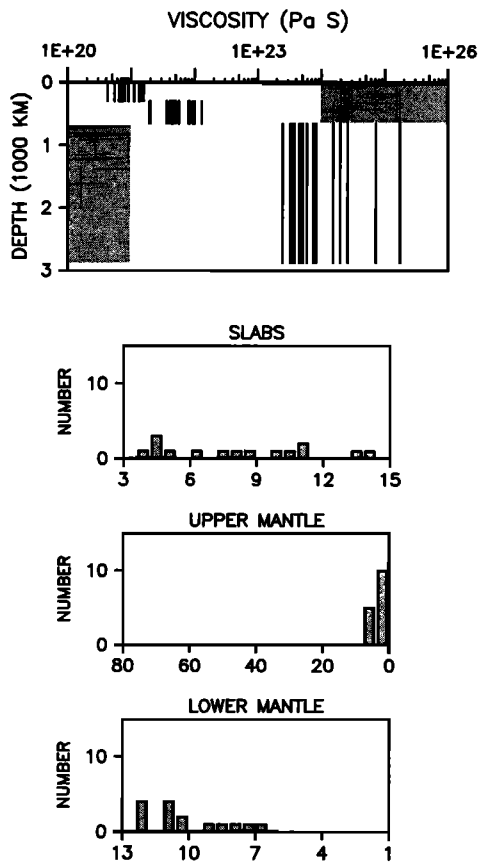 VISCOSITY (Pa S)
1E+20 1E+23 1E+26
DEPTH (1000 KM)
0
1
2
3
SLABS
NUMBER
10
0
3 6 9 12 15
UPPER MANTLE
NUMBER
10
0
80 60 40 20 0
LOWER MANTLE
NUMBER
10
0
13 10 7 4 1